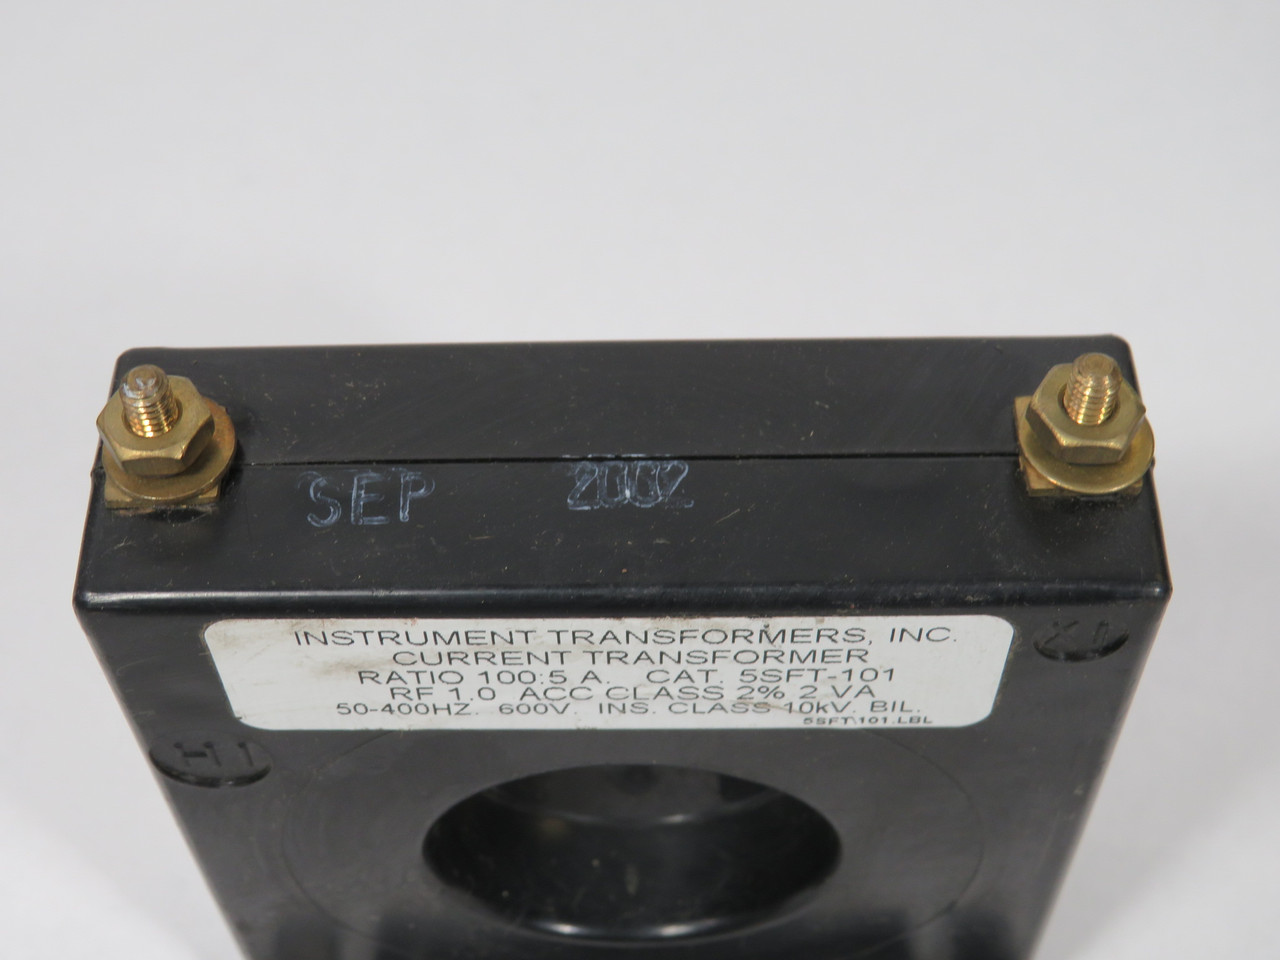 SEP 2002
INSTRUMENT TRANSFORMERS, INC.
CURRENT TRANSFORMER
RATIO 100:5 A. CAT. 5SFT-101
RF 1.0 ACC CLASS 2% 2 VA
50-400HZ. 600V. INS. CLASS 10kV. BIL.
5SFT\101.LBL
X1
H1